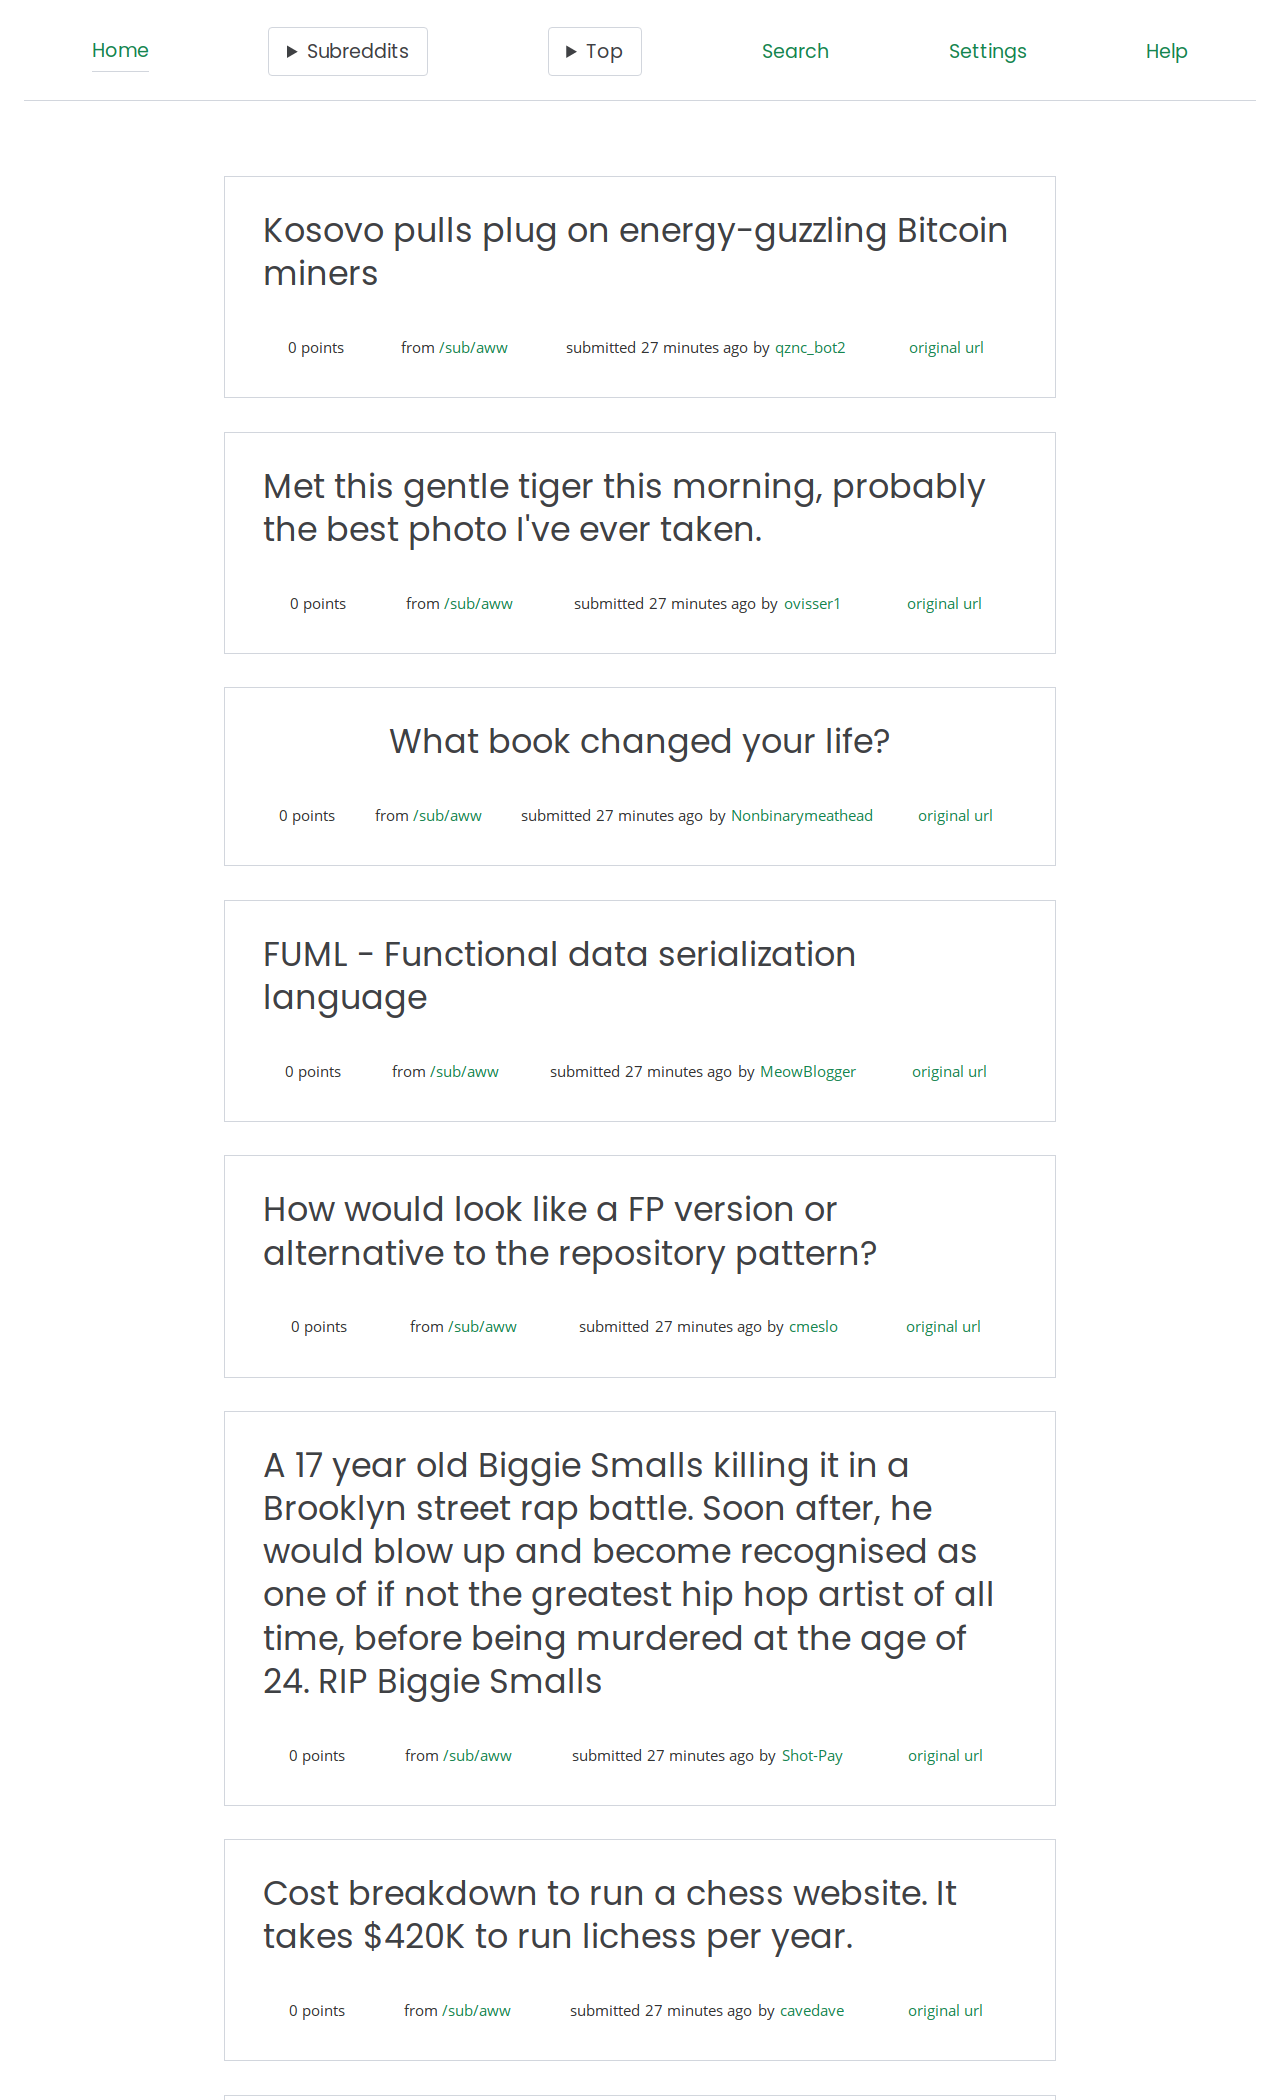 Home ▶ Subreddits ▶ Top Search Settings Help
Kosovo pulls plug on energy-guzzling Bitcoin
miners
0 points from /sub/aww submitted 27 minutes ago by qznc_bot2 original url
Met this gentle tiger this morning, probably
the best photo I've ever taken.
0 points from /sub/aww submitted 27 minutes ago by ovisser1 original url
What book changed your life?
0 points from /sub/aww submitted 27 minutes ago by Nonbinarymeathead original url
FUML - Functional data serialization
language
0 points from /sub/aww submitted 27 minutes ago by MeowBlogger original url
How would look like a FP version or
alternative to the repository pattern?
0 points from /sub/aww submitted 27 minutes ago by cmeslo original url
A 17 year old Biggie Smalls killing it in a
Brooklyn street rap battle. Soon after, he
would blow up and become recognised as
one of if not the greatest hip hop artist of all
time, before being murdered at the age of
24. RIP Biggie Smalls
0 points from /sub/aww submitted 27 minutes ago by Shot-Pay original url
Cost breakdown to run a chess website. It
takes $420K to run lichess per year.
0 points from /sub/aww submitted 27 minutes ago by cavedave original url